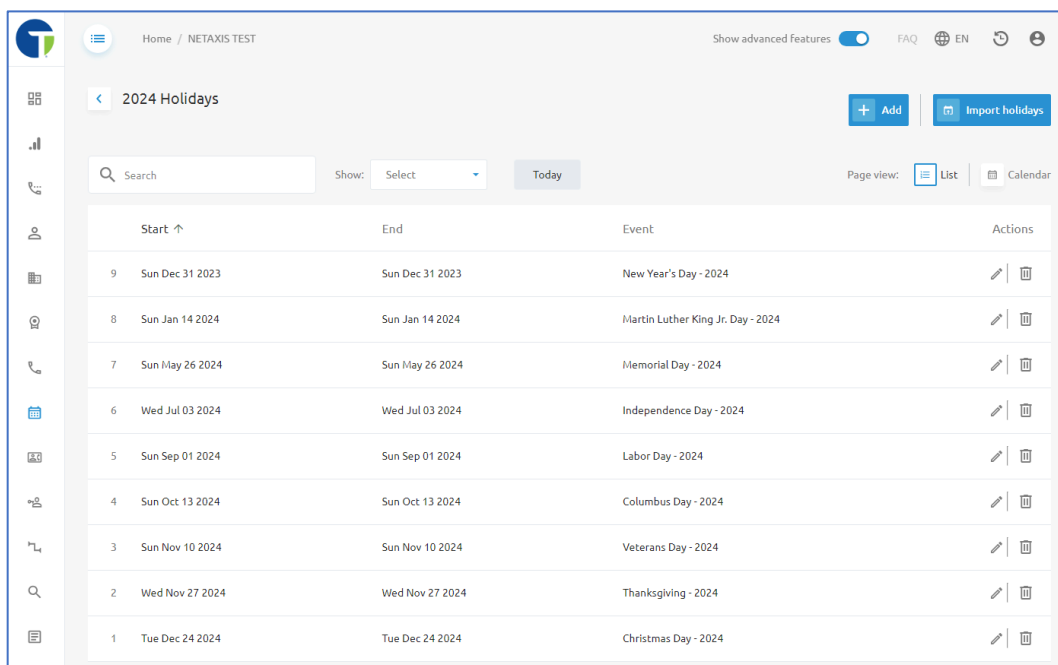 Home / NETAXIS TEST
Show advanced features FAQ EN
2024 Holidays
Add
Import holidays
Search
Show: Select
Today
Page view: List Calendar
Start ↑ End Event Actions
9 Sun Dec 31 2023 Sun Dec 31 2023 New Year's Day - 2024
8 Sun Jan 14 2024 Sun Jan 14 2024 Martin Luther King Jr. Day - 2024
7 Sun May 26 2024 Sun May 26 2024 Memorial Day - 2024
6 Wed Jul 03 2024 Wed Jul 03 2024 Independence Day - 2024
5 Sun Sep 01 2024 Sun Sep 01 2024 Labor Day - 2024
4 Sun Oct 13 2024 Sun Oct 13 2024 Columbus Day - 2024
3 Sun Nov 10 2024 Sun Nov 10 2024 Veterans Day - 2024
2 Wed Nov 27 2024 Wed Nov 27 2024 Thanksgiving - 2024
1 Tue Dec 24 2024 Tue Dec 24 2024 Christmas Day - 2024